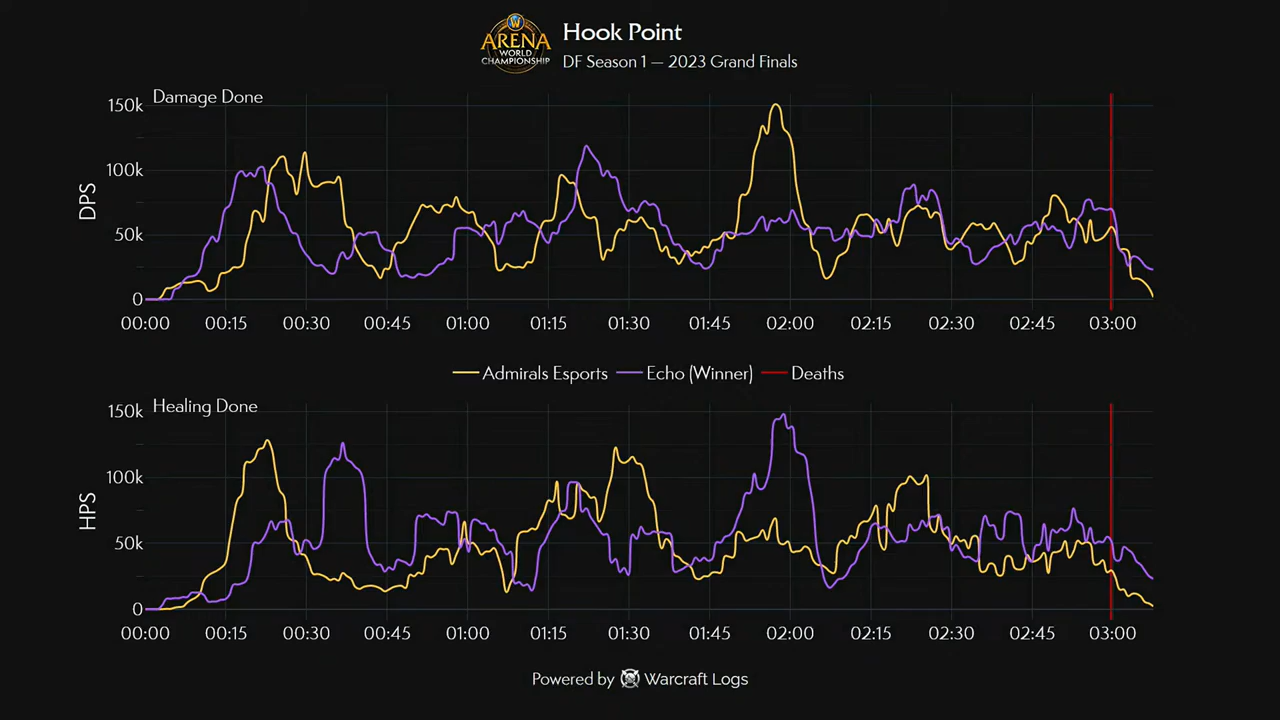 W
ARENA
WORLD
CHAMPIONSHIP
Hook Point
DF Season 1 — 2023 Grand Finals
Damage Done
150k
100k
50k
0
DPS
00:00 00:15 00:30 00:45 01:00 01:15 01:30 01:45 02:00 02:15 02:30 02:45 03:00
Admirals Esports Echo (Winner) Deaths
Healing Done
150k
100k
50k
0
HPS
00:00 00:15 00:30 00:45 01:00 01:15 01:30 01:45 02:00 02:15 02:30 02:45 03:00
Powered by Warcraft Logs